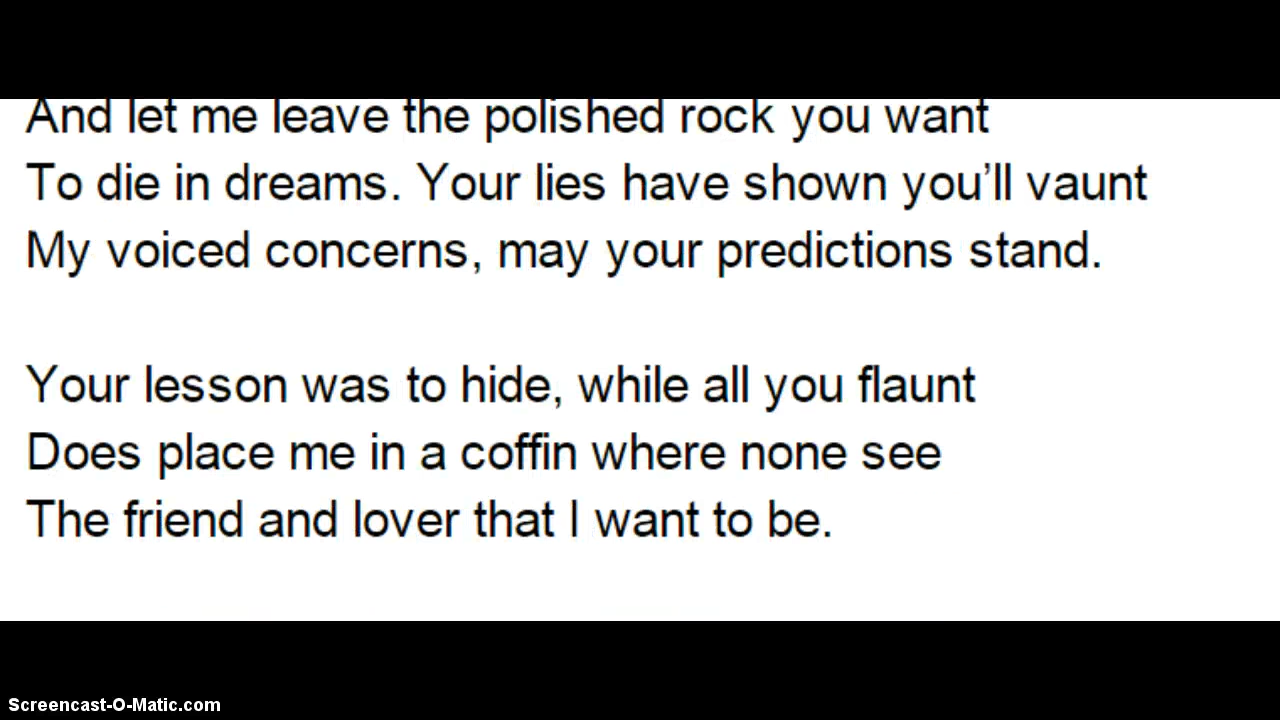 And let me leave the polished rock you want
To die in dreams. Your lies have shown you’ll vaunt
My voiced concerns, may your predictions stand.
Your lesson was to hide, while all you flaunt
Does place me in a coffin where none see
The friend and lover that I want to be.
Screencast-O-Matic.com